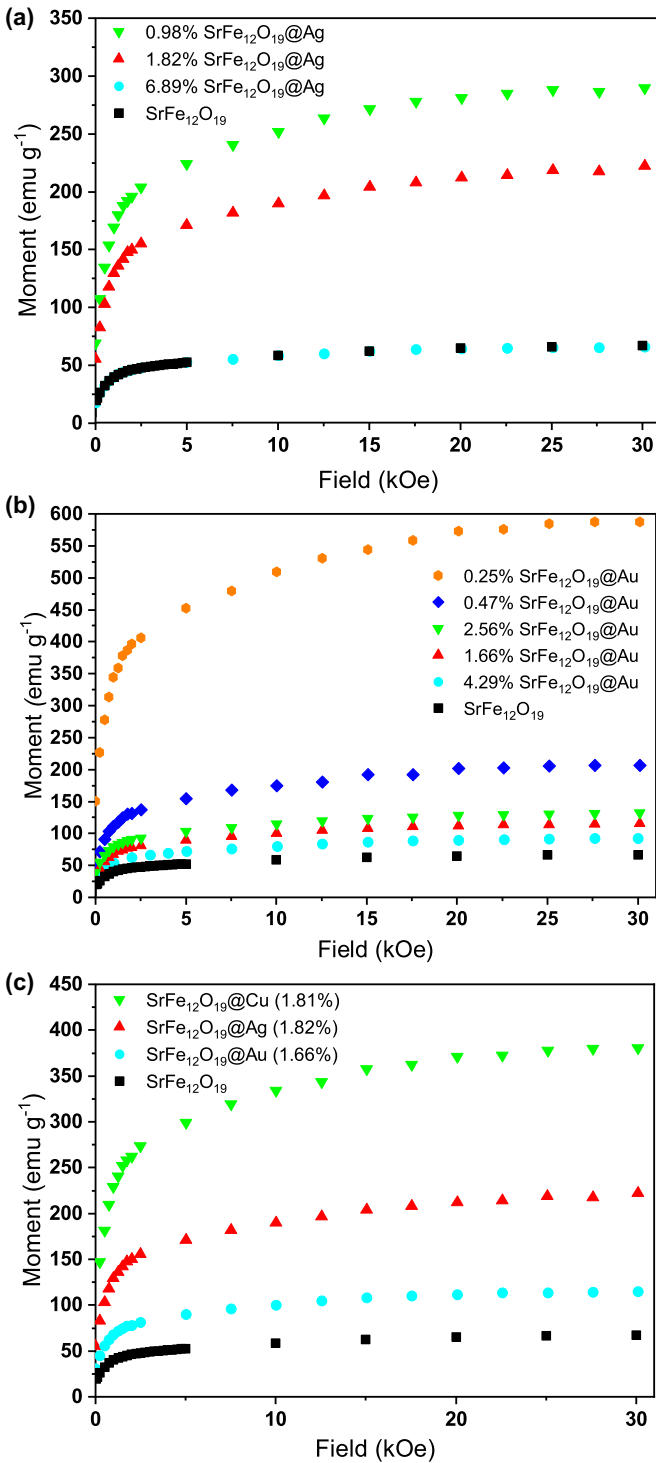 (a)
350
300
250
200
150
100
50
0
Moment (emu g⁻¹)
0.98% SrFe₁₂O₁₉@Ag
1.82% SrFe₁₂O₁₉@Ag
6.89% SrFe₁₂O₁₉@Ag
SrFe₁₂O₁₉
0 5 10 15 20 25 30
Field (kOe)
(b)
600
550
500
450
400
350
300
250
200
150
100
50
0
Moment (emu g⁻¹)
0.25% SrFe₁₂O₁₉@Au
0.47% SrFe₁₂O₁₉@Au
2.56% SrFe₁₂O₁₉@Au
1.66% SrFe₁₂O₁₉@Au
4.29% SrFe₁₂O₁₉@Au
SrFe₁₂O₁₉
0 5 10 15 20 25 30
Field (kOe)
(c)
450
400
350
300
250
200
150
100
50
0
Moment (emu g⁻¹)
SrFe₁₂O₁₉@Cu (1.81%)
SrFe₁₂O₁₉@Ag (1.82%)
SrFe₁₂O₁₉@Au (1.66%)
SrFe₁₂O₁₉
0 5 10 15 20 25 30
Field (kOe)